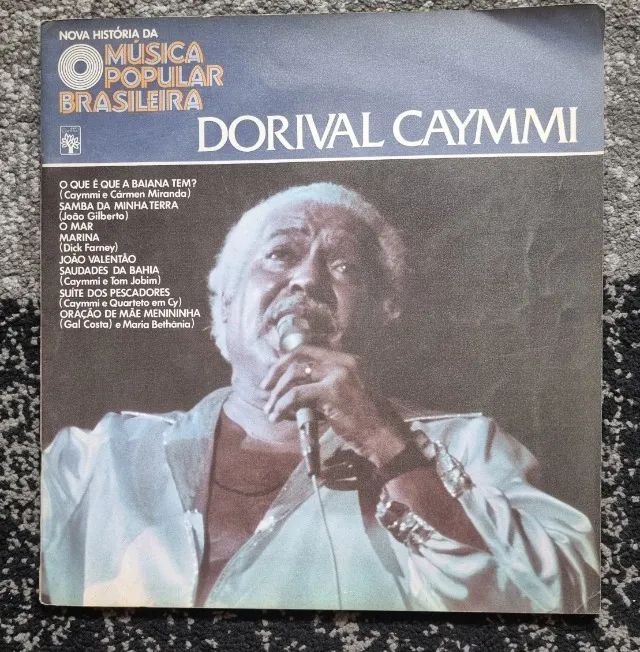 NOVA HISTÓRIA DA
MÚSICA
POPULAR
BRASILEIRA
DORIVAL CAYMMI
O QUE É QUE A BAIANA TEM?
(Caymmi e Cármen Miranda)
SAMBA DA MINHA TERRA
(João Gilberto)
O MAR
MARINA
(Dick Farney)
JOÃO VALENTÃO
SAUDADES DA BAHIA
(Caymmi e Tom Jobim)
SUÍTE DOS PESCADORES
(Caymmi e Quarteto em Cy)
ORAÇÃO DE MÃE MENININHA
(Gal Costa) e Maria Bethânia)